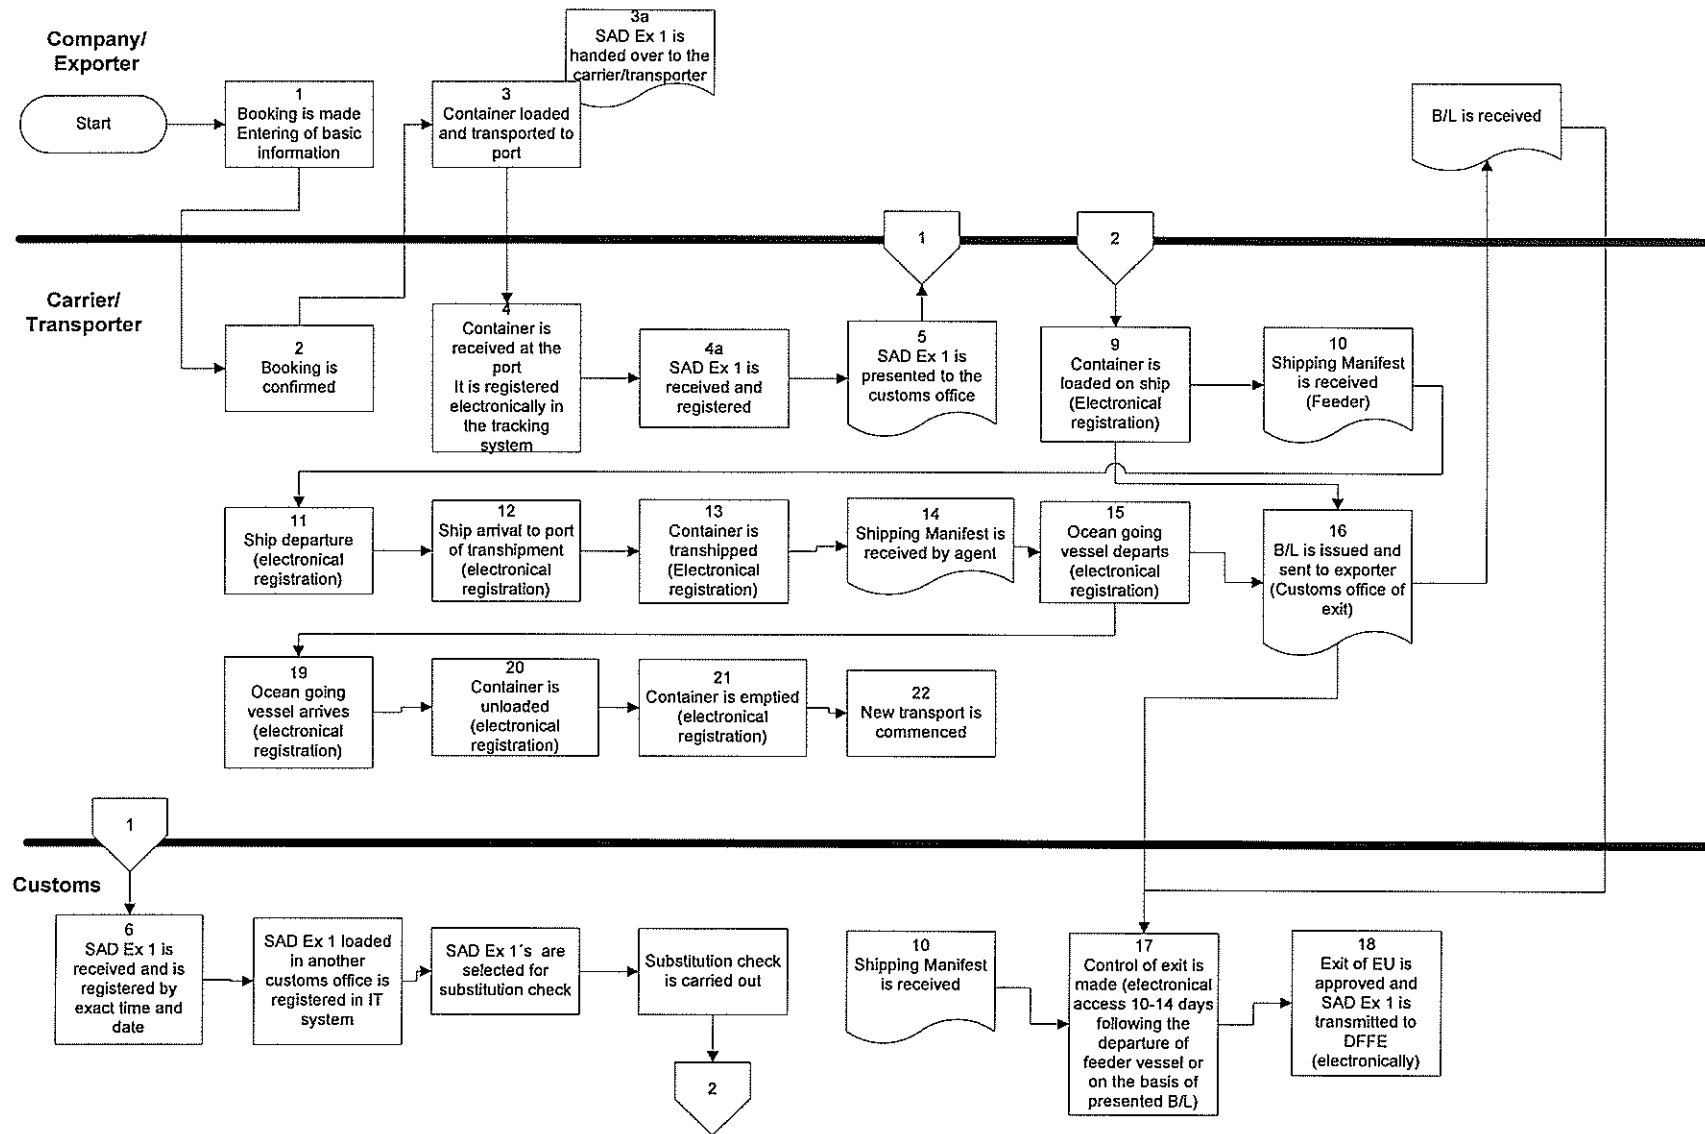 Company/
Exporter
Start
1
Booking is made
Entering of basic
information
3a
SAD Ex 1 is
handed over to the
carrier/transporter
3
Container loaded
and transported to
port
B/L is received
1
2
Carrier/
Transporter
2
Booking is
confirmed
4
Container is
received at the
port
It is registered
electronically in
the tracking
system
4a
SAD Ex 1 is
received and
registered
5
SAD Ex 1 is
presented to the
customs office
9
Container is
loaded on ship
(Electronical
registration)
10
Shipping Manifest
is received
(Feeder)
11
Ship departure
(electronical
registration)
12
Ship arrival to port
of transhipment
(electronical
registration)
13
Container is
transhipped
(Electronical
registration)
14
Shipping Manifest is
received by agent
15
Ocean going
vessel departs
(electronical
registration)
16
B/L is issued and
sent to exporter
(Customs office of
exit)
19
Ocean going
vessel arrives
(electronical
registration)
20
Container is
unloaded
(electronical
registration)
21
Container is emptied
(electronical
registration)
22
New transport is
commenced
1
Customs
6
SAD Ex 1 is
received and is
registered by
exact time and
date
SAD Ex 1 loaded
in another
customs office is
registered in IT
system
SAD Ex 1´s are
selected for
substitution check
Substitution check
is carried out
2
10
Shipping Manifest
is received
17
Control of exit is
made (electronical
access 10-14 days
following the
departure of
feeder vessel or
on the basis of
presented B/L)
18
Exit of EU is
approved and
SAD Ex 1 is
transmitted to
DFFE
(electronically)